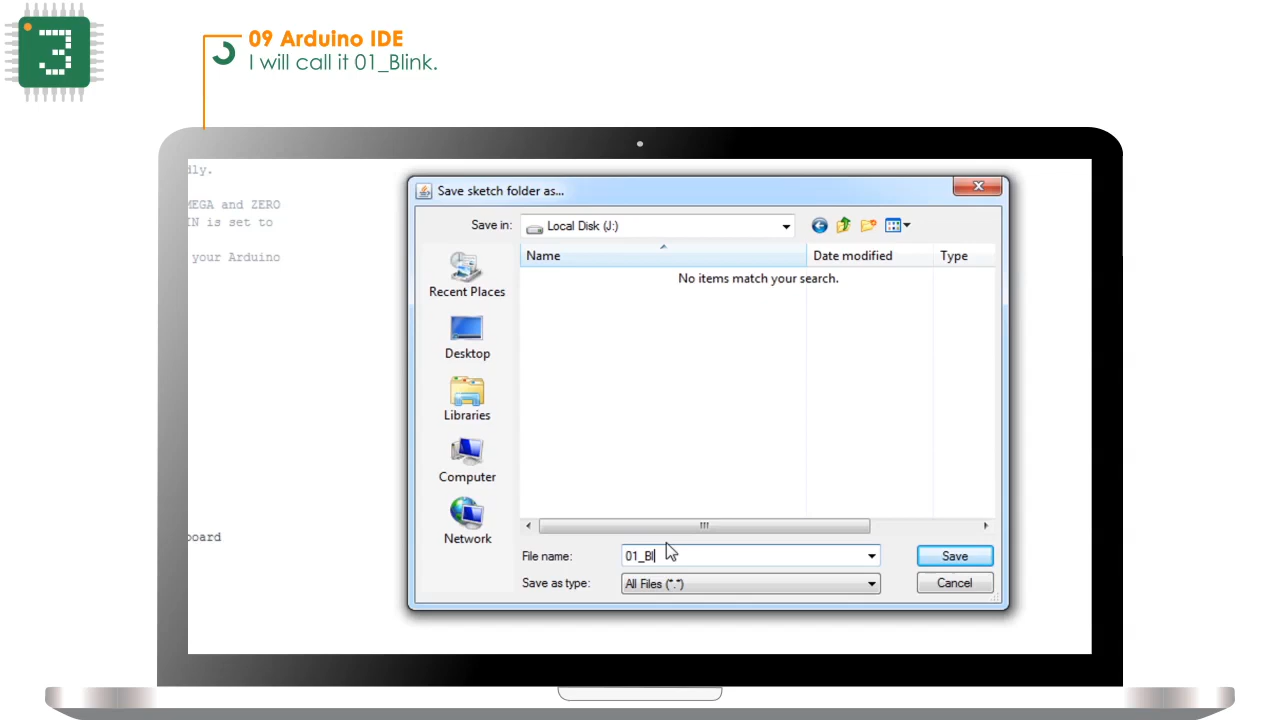 3
09 Arduino IDE
I will call it 01_Blink.
dly.
MEGA and ZERO
IN is set to
your Arduino
board
Save sketch folder as...
Save in: Local Disk (J:)
Name Date modified Type
No items match your search.
Recent Places
Desktop
Libraries
Computer
Network
File name: 01_Bl Save
Save as type: All Files (*.*) Cancel